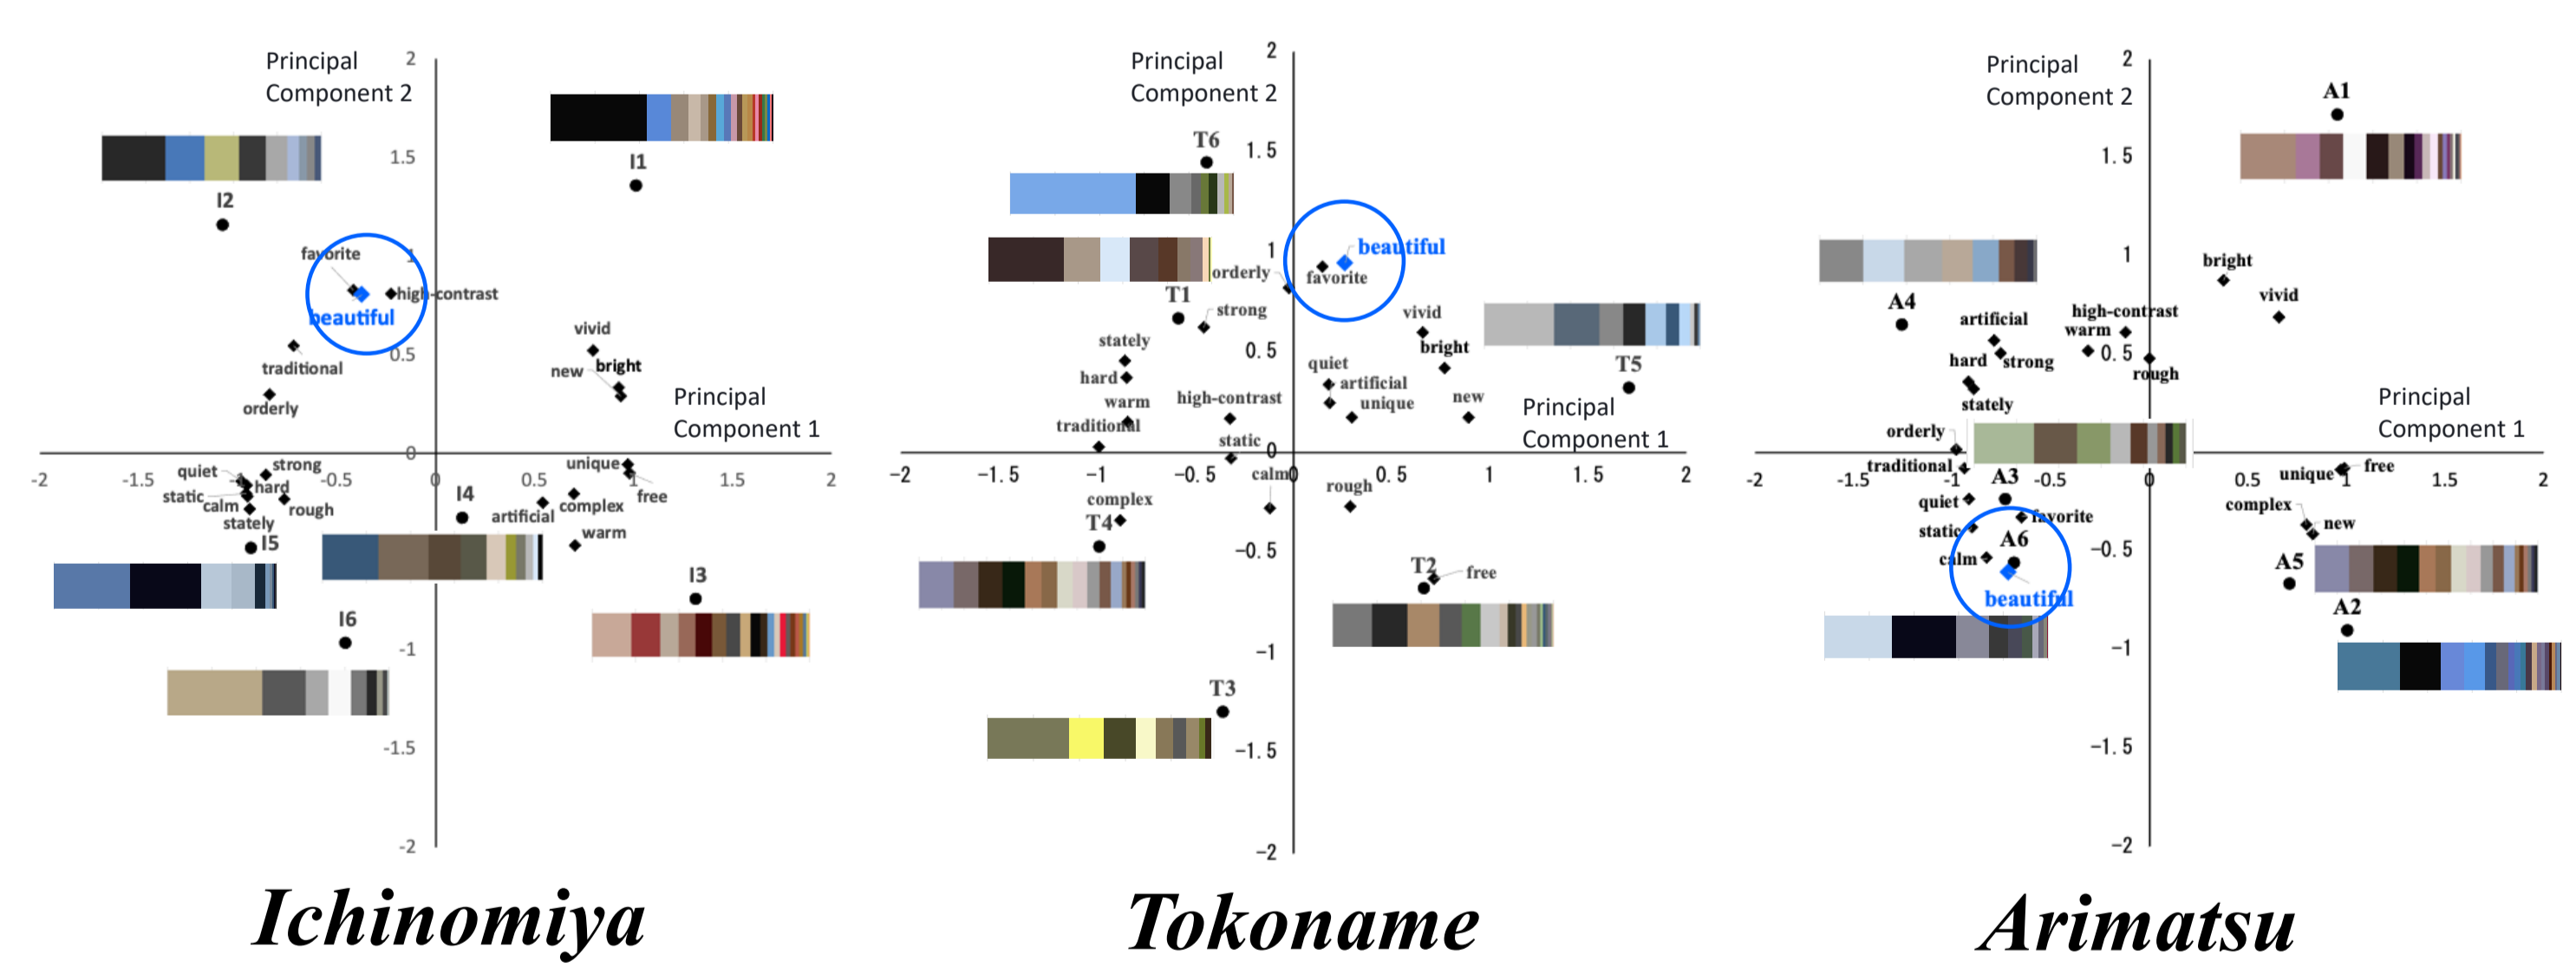 Principal
Component 2
2
1.5
1
0.5
0
-2
-1.5
-1
-0.5
0
0.5
1
1.5
2
-1
-1.5
-2
I1
I2
favorite
high-contrast
beautiful
traditional
orderly
vivid
new
bright
Principal
Component 1
quiet
strong
static
hard
calm
rough
stately
I5
I4
unique
free
complex
artificial
warm
I3
I6
Ichinomiya
Principal
Component 2
2
1.5
1
0.5
0
-2
-1.5
-1
-0.5
0
0.5
1
1.5
2
-0.5
-1
-1.5
-2
T6
beautiful
orderly
favorite
T1
strong
stately
hard
warm
high-contrast
traditional
static
calm
vivid
bright
quiet
artificial
unique
new
T5
Principal
Component 1
rough
complex
T4
T2
free
T3
Tokoname
Principal
Component 2
2
1.5
1
0.5
-2
-1.5
-1
-0.5
0
0.5
1
1.5
2
-0.5
-1
-1.5
-2
A1
bright
vivid
A4
high-contrast
artificial
warm
hard
strong
rough
stately
Principal
Component 1
orderly
traditional
A3
quiet
favorite
static
A6
calm
beautiful
unique
free
complex
new
A5
A2
Arimatsu